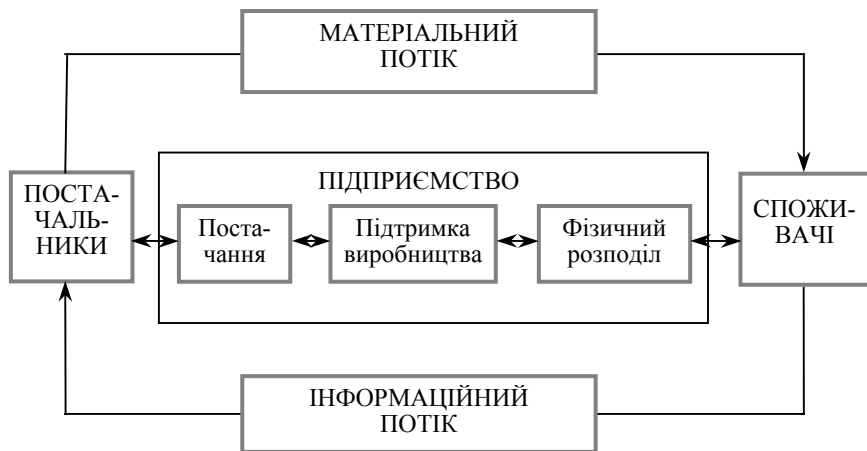 МАТЕРІАЛЬНИЙ
ПОТІК
ПІДПРИЄМСТВО
ПОСТА-
ЧАЛЬ-
НИКИ
Поста-
чання
Підтримка
виробництва
Фізичний
розподіл
СПОЖИ-
ВАЧІ
ІНФОРМАЦІЙНИЙ
ПОТІК